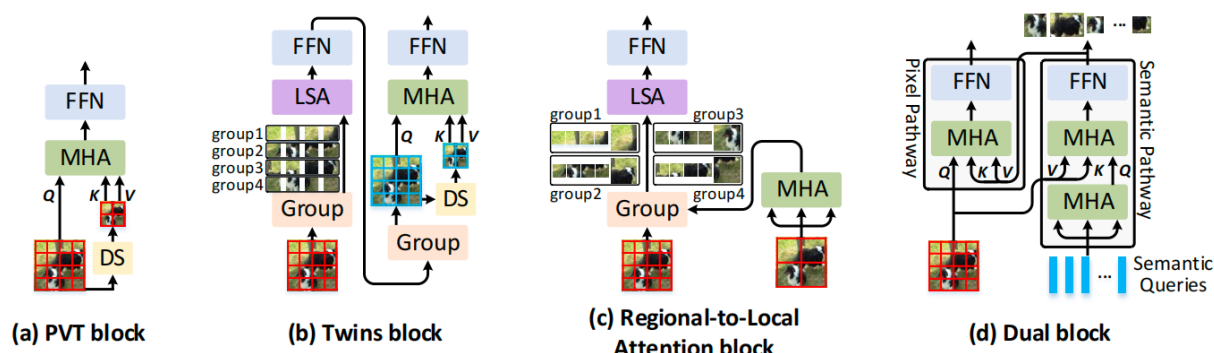 FFN
MHA
Q
K
V
DS
(a) PVT block
FFN
LSA
group1
group2
group3
group4
Group
FFN
MHA
Q
K
V
DS
Group
(b) Twins block
FFN
LSA
group1
group3
group2
group4
Group
MHA
(c) Regional-to-Local
Attention block
...
Pixel Pathway
FFN
MHA
Q
K
V
Semantic Pathway
FFN
MHA
V
K
Q
MHA
...
Semantic
Queries
(d) Dual block